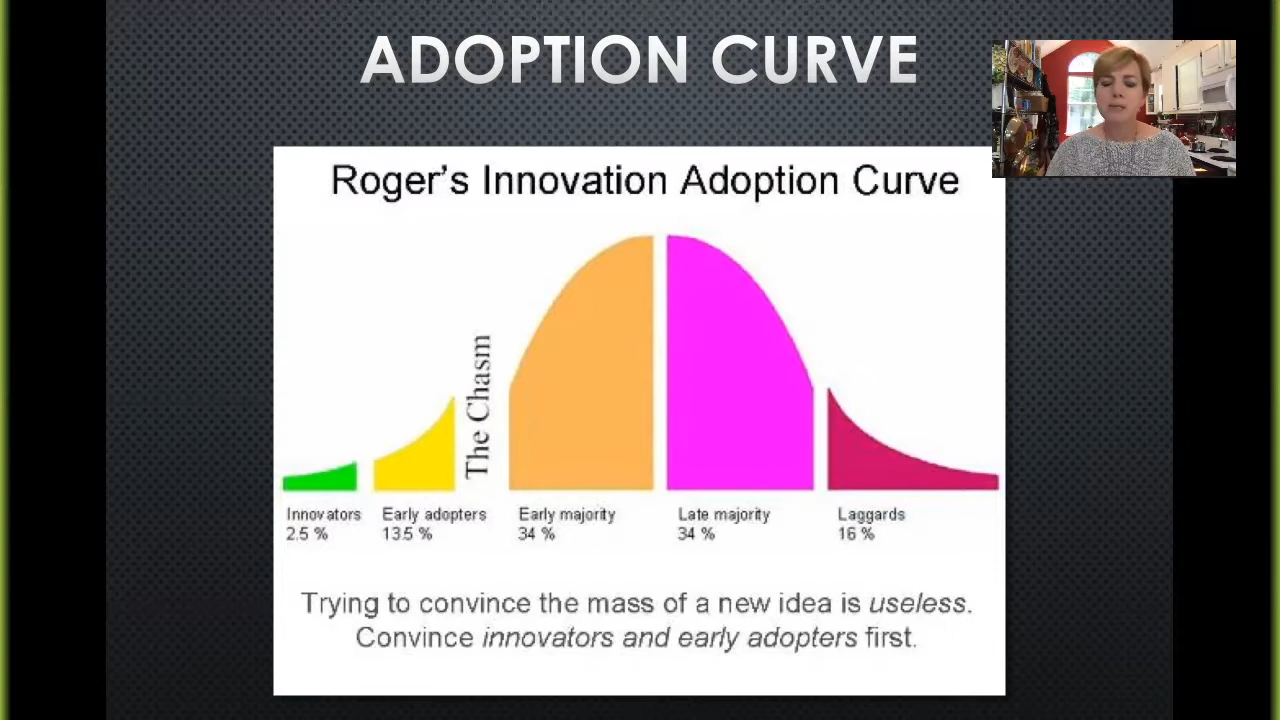 ADOPTION CURVE
Roger's Innovation Adoption Curve
The Chasm
Innovators
2.5 %
Early adopters
13.5 %
Early majority
34 %
Late majority
34 %
Laggards
16 %
Trying to convince the mass of a new idea is useless.
Convince innovators and early adopters first.